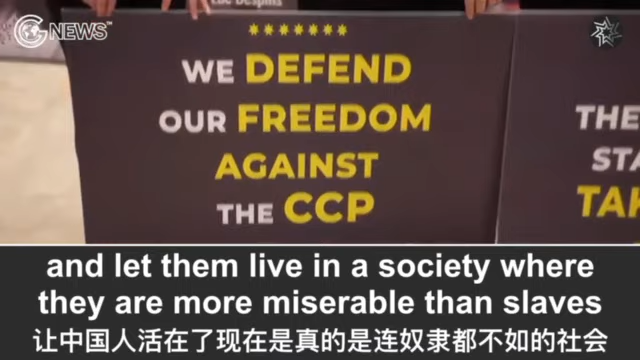 NEWS
Luc Despins
WE DEFEND
OUR FREEDOM
AGAINST
THE CCP
THE
STA
TAK
and let them live in a society where
they are more miserable than slaves
让中国人活在了现在是真的是连奴隶都不如的社会